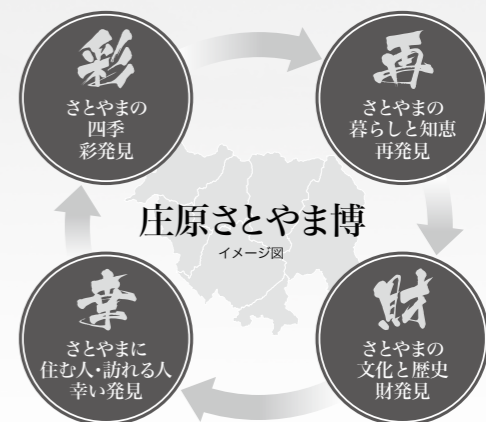 彩
さとやまの
四季
彩発見
再
さとやまの
暮らしと知恵
再発見
庄原さとやま博
イメージ図
幸
さとやまに
住む人・訪れる人
幸い発見
財
さとやまの
文化と歴史
財発見